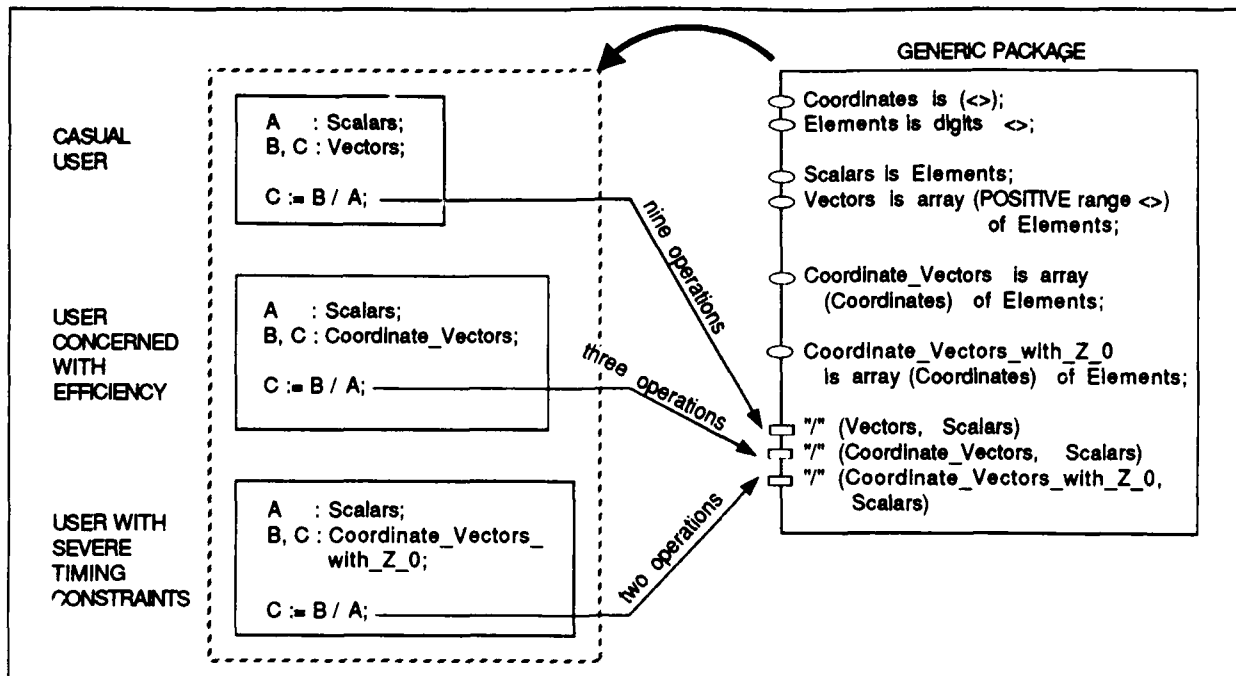 GENERIC PACKAGE
CASUAL
USER
A : Scalars;
B, C : Vectors;
C := B / A;
nine operations
USER
CONCERNED
WITH
EFFICIENCY
A : Scalars;
B, C : Coordinate_Vectors;
C := B / A;
three operations
USER WITH
SEVERE
TIMING
CONSTRAINTS
A : Scalars;
B, C : Coordinate_Vectors_
with_Z_0;
C := B / A;
two operations
Coordinates is (<>);
Elements is digits <>;
Scalars is Elements;
Vectors is array (POSITIVE range <>)
of Elements;
Coordinate_Vectors is array
(Coordinates) of Elements;
Coordinate_Vectors_with_Z_0
is array (Coordinates) of Elements;
"/" (Vectors, Scalars)
"/" (Coordinate_Vectors, Scalars)
"/" (Coordinate_Vectors_with_Z_0,
Scalars)